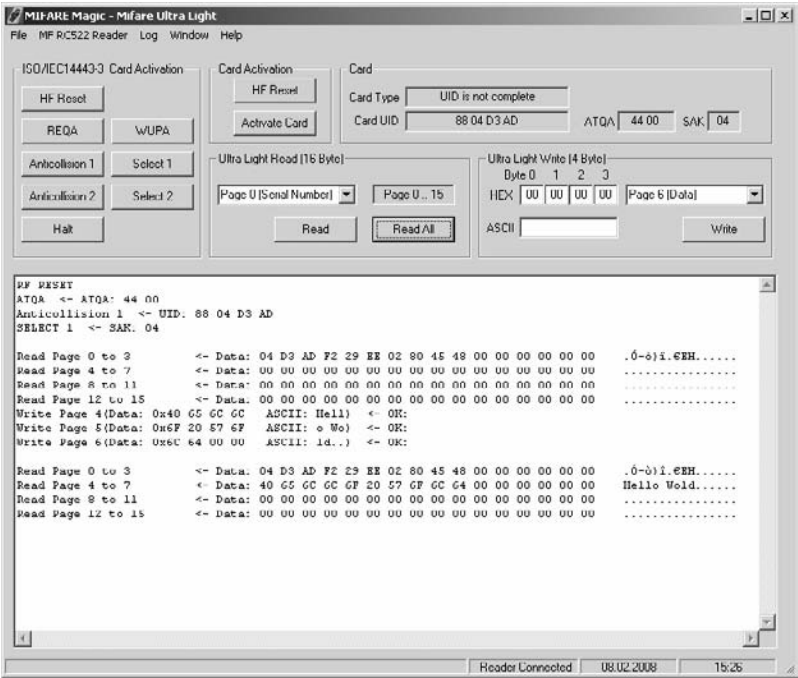 MIFARE Magic - Mifare Ultra Light
File MF RC522 Reader Log Window Help
ISO/IEC14443-3 Card Activation
HF Reset
REQA WUPA
Anticollision 1 Select 1
Anticollision 2 Select 2
Halt
Card Activation
HF Reset
Activate Card
Card
Card Type UID is not complete
Card UID 88 04 D3 AD ATQA 44 00 SAK 04
Ultra Light Read (16 Byte)
Page 0 (Serial Number) Page 0 .. 15
Read Read All
Ultra Light Write (4 Byte)
Byte 0 1 2 3
HEX 00 00 00 00 Page 6 (Data)
ASCII Write
RF RESET
ATQA <- ATQA: 44 00
Anticollision 1 <- UID: 88 04 D3 AD
SELECT 1 <- SAK: 04
Read Page 0 to 3 <- Data: 04 D3 AD F2 29 EE 02 80 45 48 00 00 00 00 00 00 .Ó-ò)î.€EH......
Read Page 4 to 7 <- Data: 00 00 00 00 00 00 00 00 00 00 00 00 00 00 00 00 ................
Read Page 8 to 11 <- Data: 00 00 00 00 00 00 00 00 00 00 00 00 00 00 00 00 ................
Read Page 12 to 15 <- Data: 00 00 00 00 00 00 00 00 00 00 00 00 00 00 00 00 ................
Write Page 4(Data: 0x48 65 6C 6C ASCII: Hell) <- OK:
Write Page 5(Data: 0x6F 20 57 6F ASCII: o Wo) <- OK:
Write Page 6(Data: 0x6C 64 00 00 ASCII: ld..) <- OK:
Read Page 0 to 3 <- Data: 04 D3 AD F2 29 EE 02 80 45 48 00 00 00 00 00 00 .Ó-ò)î.€EH......
Read Page 4 to 7 <- Data: 48 65 6C 6C 6F 20 57 6F 6C 64 00 00 00 00 00 00 Hello Wold......
Read Page 8 to 11 <- Data: 00 00 00 00 00 00 00 00 00 00 00 00 00 00 00 00 ................
Read Page 12 to 15 <- Data: 00 00 00 00 00 00 00 00 00 00 00 00 00 00 00 00 ................
Reader Connected 08.02.2008 15:26